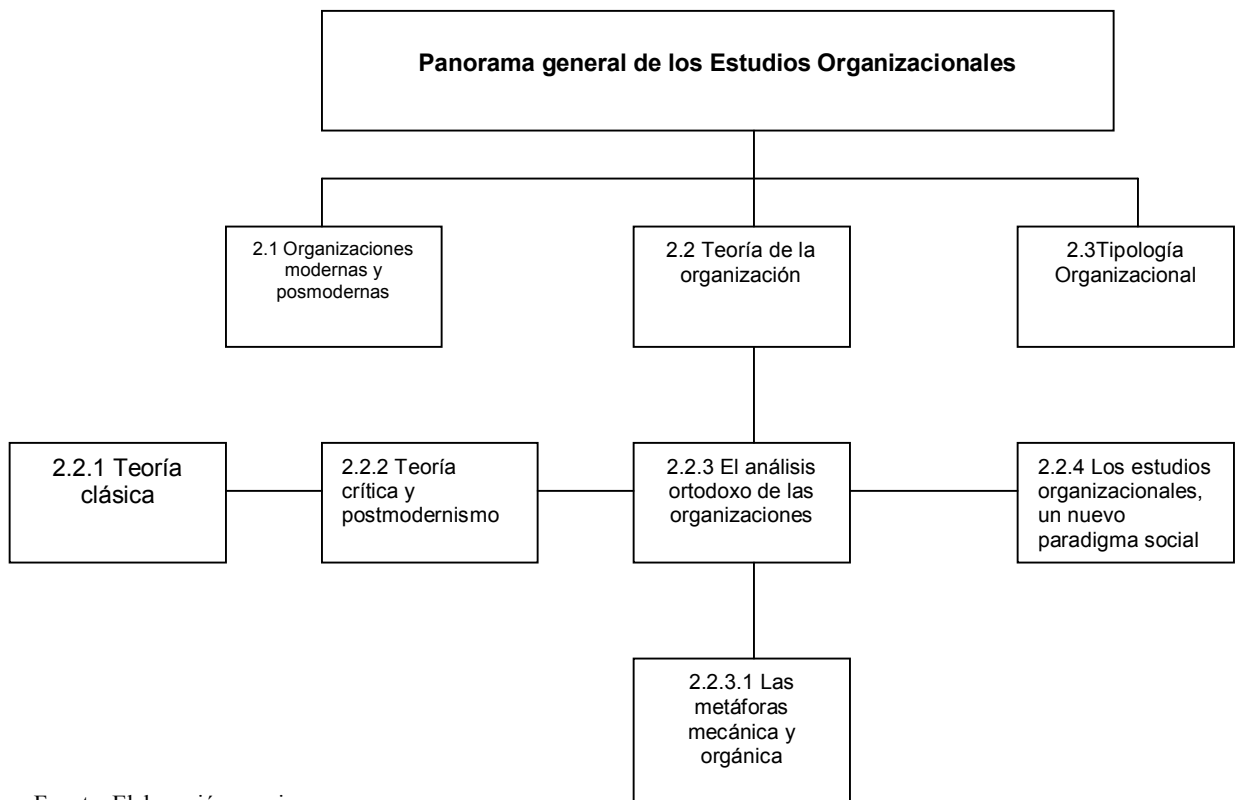 Panorama general de los Estudios Organizacionales
2.1 Organizaciones
modernas y
posmodernas
2.2 Teoría de la
organización
2.3Tipología
Organizacional
2.2.1 Teoría
clásica
2.2.2 Teoría
crítica y
postmodernismo
2.2.3 El análisis
ortodoxo de las
organizaciones
2.2.4 Los estudios
organizacionales,
un nuevo
paradigma social
2.2.3.1 Las
metáforas
mecánica y
orgánica